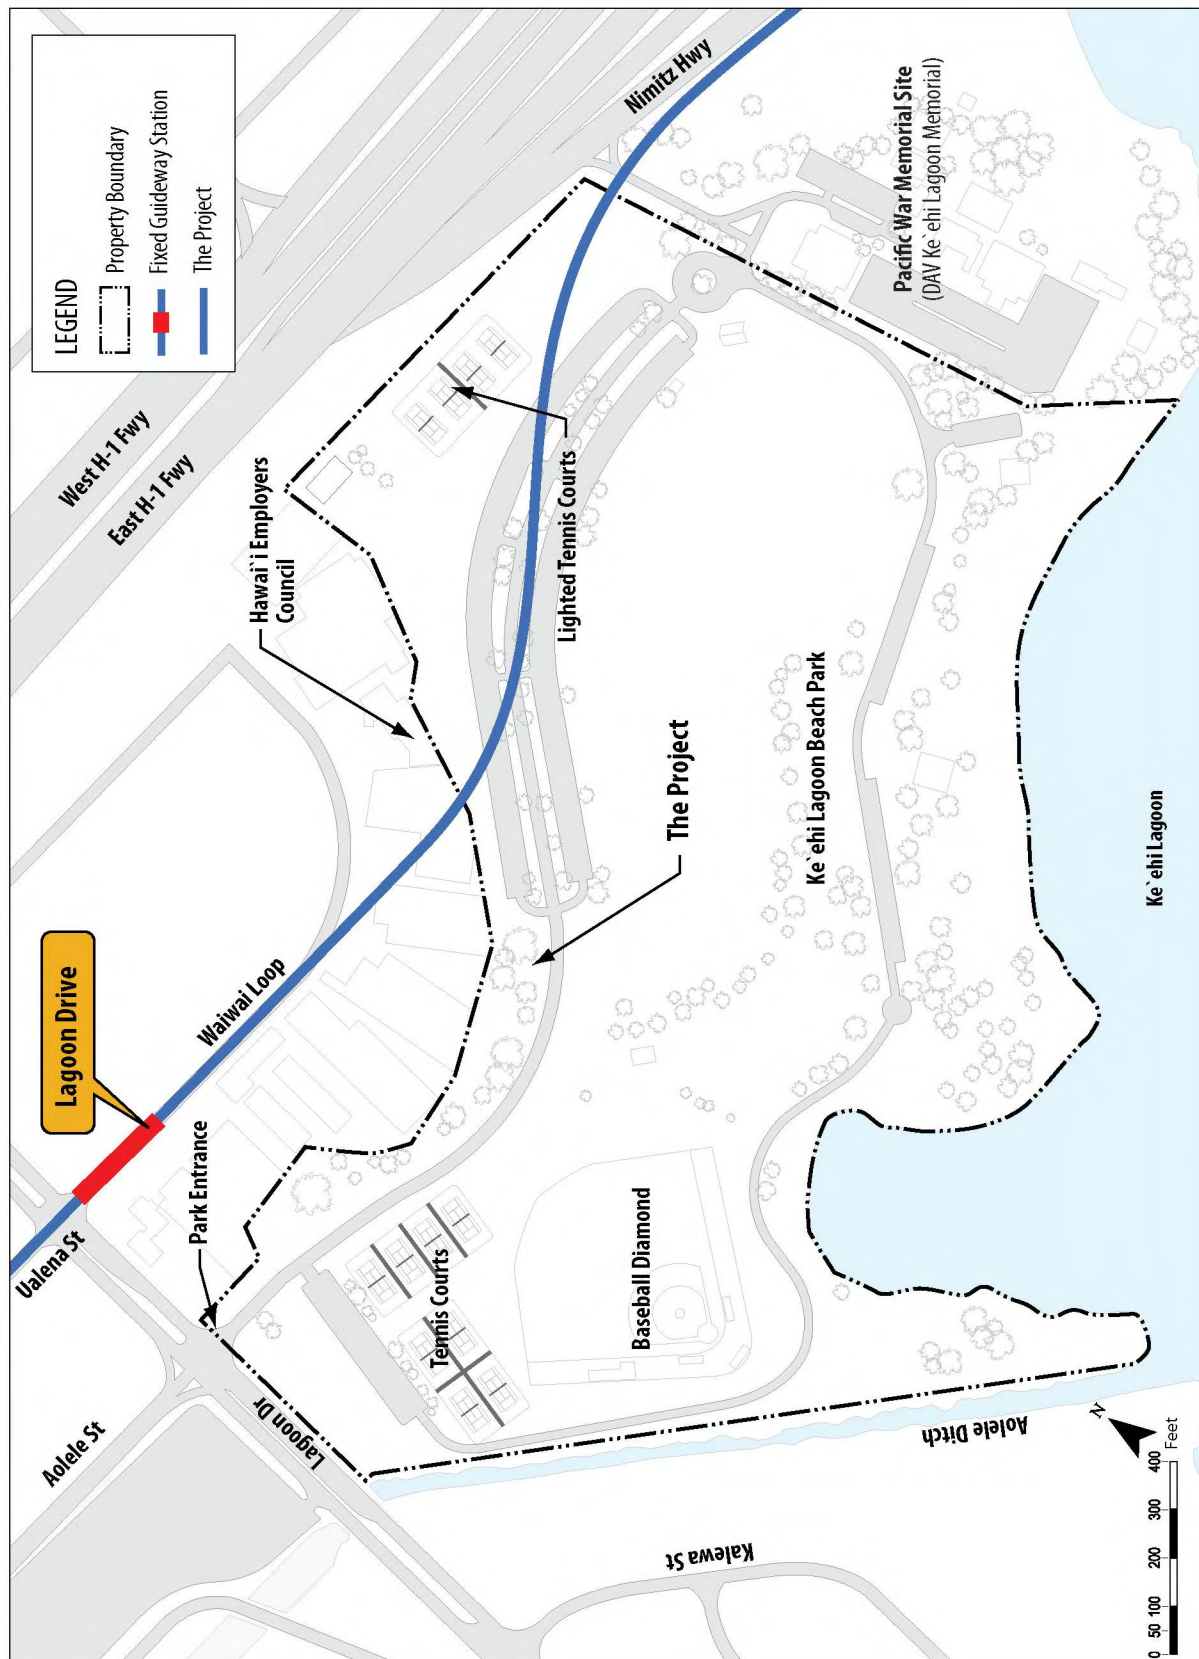 LEGEND
Property Boundary
Fixed Guideway Station
The Project
West H-1 Fwy
East H-1 Fwy
Nimitz Hwy
Pacific War Memorial Site
(DAV Ke`ehi Lagoon Memorial)
Hawai`i Employers
Council
Lighted Tennis Courts
Lagoon Drive
Waiwai Loop
The Project
Ke`ehi Lagoon Beach Park
Ke`ehi Lagoon
Ualena St
Park Entrance
Tennis Courts
Baseball Diamond
Aolele St
Lagoon Dr
Aolele Ditch
Kalewa St
N
0 50 100 200 300 400
Feet